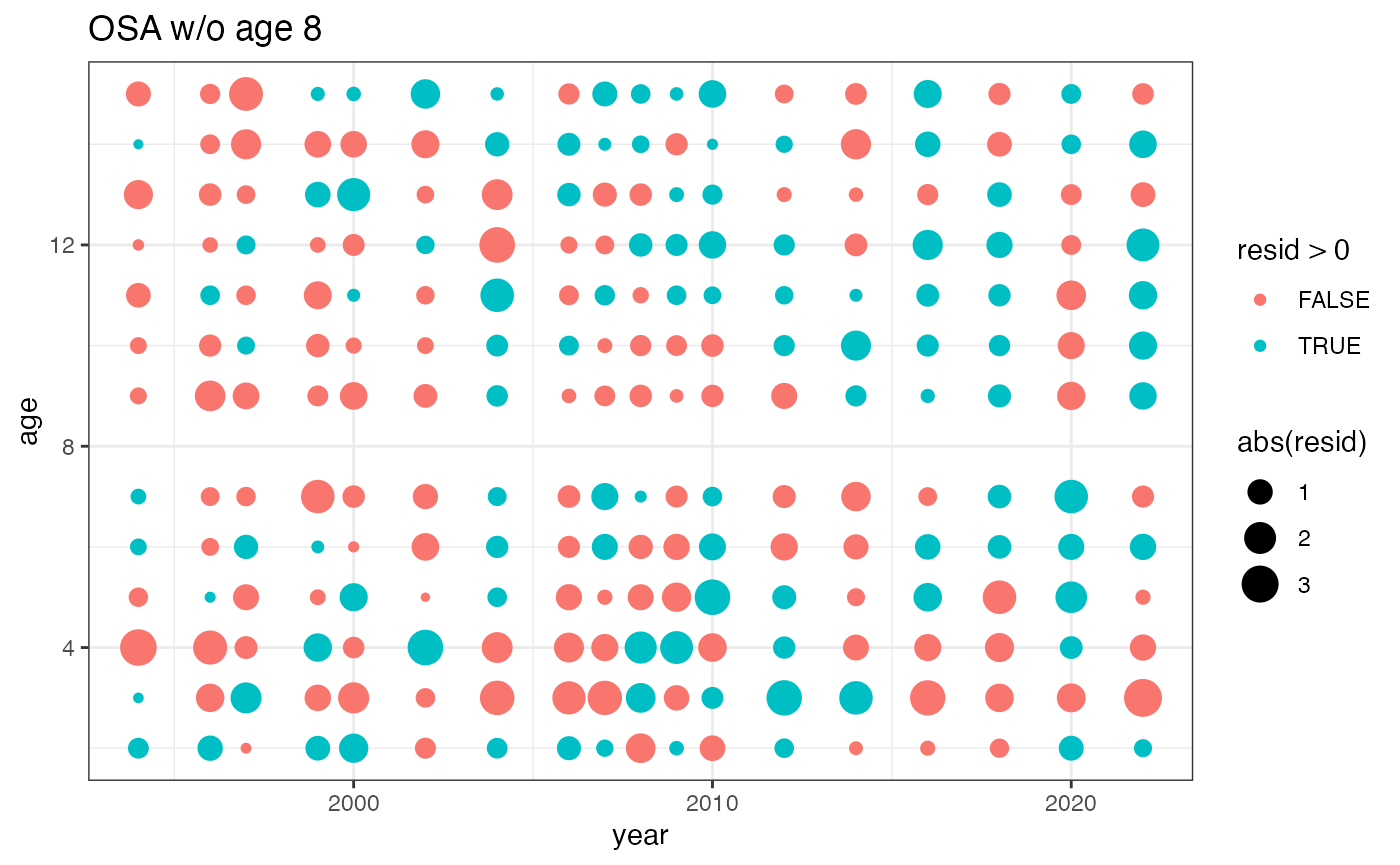 OSA w/o age 8
12
8
4
age
2000
2010
2020
year
resid > 0
FALSE
TRUE
abs(resid)
1
2
3